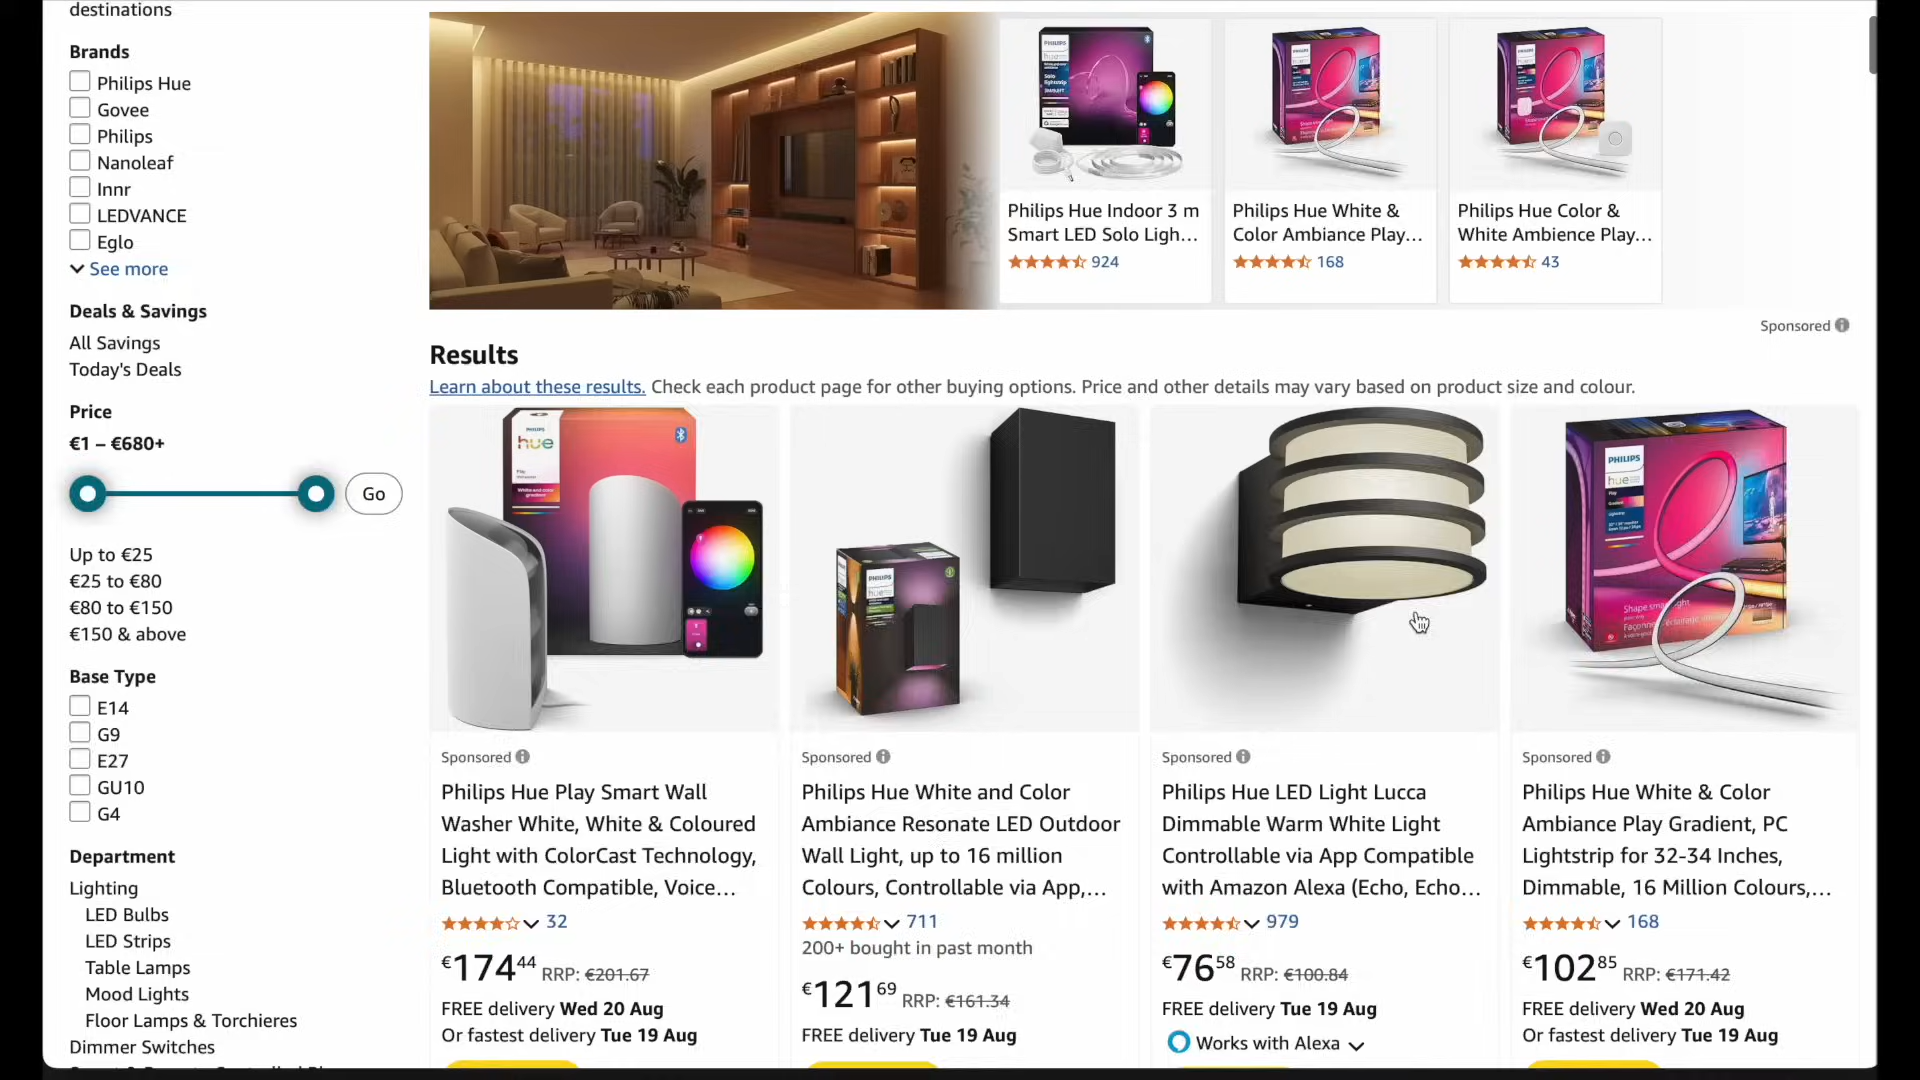 destinations
Brands
Philips Hue
Govee
Philips
Nanoleaf
Innr
LEDVANCE
Eglo
See more
Deals & Savings
All Savings
Today's Deals
Price
€1 – €680+
Go
Up to €25
€25 to €80
€80 to €150
€150 & above
Base Type
E14
G9
E27
GU10
G4
Department
Lighting
LED Bulbs
LED Strips
Table Lamps
Mood Lights
Floor Lamps & Torchieres
Dimmer Switches
Philips Hue Indoor 3 m
Smart LED Solo Ligh...
924
Philips Hue White &
Color Ambiance Play...
168
Philips Hue Color &
White Ambience Play...
43
Sponsored
Results
Learn about these results. Check each product page for other buying options. Price and other details may vary based on product size and colour.
PHILIPS
hue
Sponsored
Philips Hue Play Smart Wall
Washer White, White & Coloured
Light with ColorCast Technology,
Bluetooth Compatible, Voice...
32
€174.44 RRP: €201.67
FREE delivery Wed 20 Aug
Or fastest delivery Tue 19 Aug
PHILIPS
hue
Sponsored
Philips Hue White and Color
Ambiance Resonate LED Outdoor
Wall Light, up to 16 million
Colours, Controllable via App,...
711
200+ bought in past month
€121.69 RRP: €161.34
FREE delivery Tue 19 Aug
Sponsored
Philips Hue LED Light Lucca
Dimmable Warm White Light
Controllable via App Compatible
with Amazon Alexa (Echo, Echo...
979
€76.58 RRP: €100.84
FREE delivery Tue 19 Aug
Works with Alexa
PHILIPS
hue
Sponsored
Philips Hue White & Color
Ambiance Play Gradient, PC
Lightstrip for 32-34 Inches,
Dimmable, 16 Million Colours,...
168
€102.85 RRP: €171.42
FREE delivery Wed 20 Aug
Or fastest delivery Tue 19 Aug